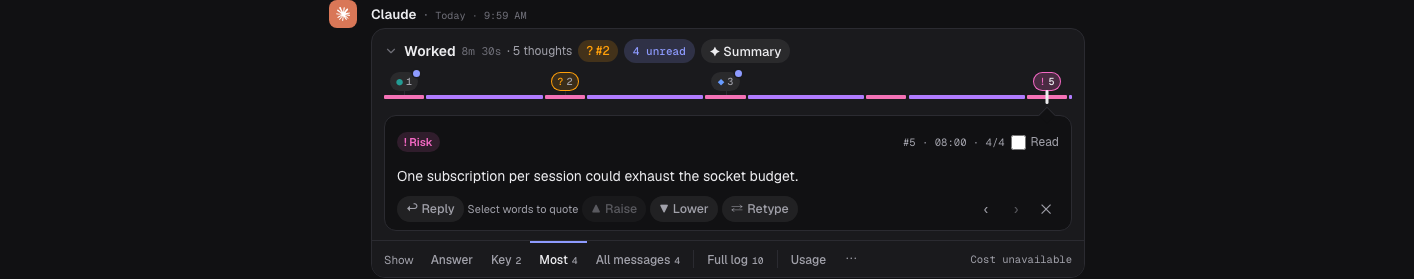 Claude · Today · 9:59 AM
Worked 8m 30s · 5 thoughts ? #2 4 unread ✦ Summary
1 ? 2 3 ! 5
! Risk #5 · 08:00 · 4/4 Read
One subscription per session could exhaust the socket budget.
↩ Reply Select words to quote ▲ Raise ▼ Lower ⇄ Retype ‹ › ×
Show Answer Key 2 Most 4 All messages 4 Full log 10 Usage ··· Cost unavailable